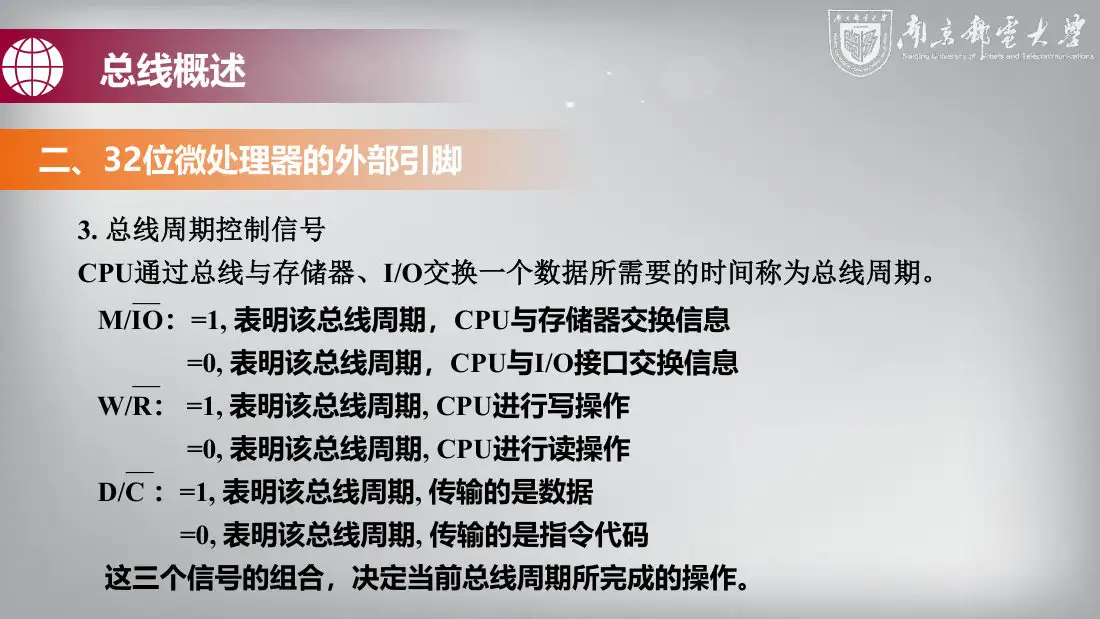 总线概述
南京邮电大学
Nanjing University of Posts and Telecommunications
二、32位微处理器的外部引脚
3. 总线周期控制信号
CPU通过总线与存储器、I/O交换一个数据所需要的时间称为总线周期。
M/I̅O̅：=1, 表明该总线周期，CPU与存储器交换信息
=0, 表明该总线周期，CPU与I/O接口交换信息
W/R̅： =1, 表明该总线周期, CPU进行写操作
=0, 表明该总线周期, CPU进行读操作
D/C̅ ：=1, 表明该总线周期, 传输的是数据
=0, 表明该总线周期, 传输的是指令代码
这三个信号的组合，决定当前总线周期所完成的操作。